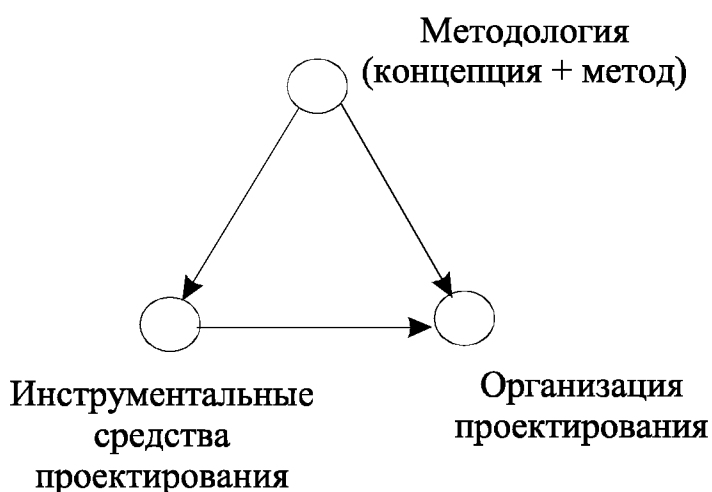 Методология
(концепция + метод)
Инструментальные
средства
проектирования
Организация
проектирования